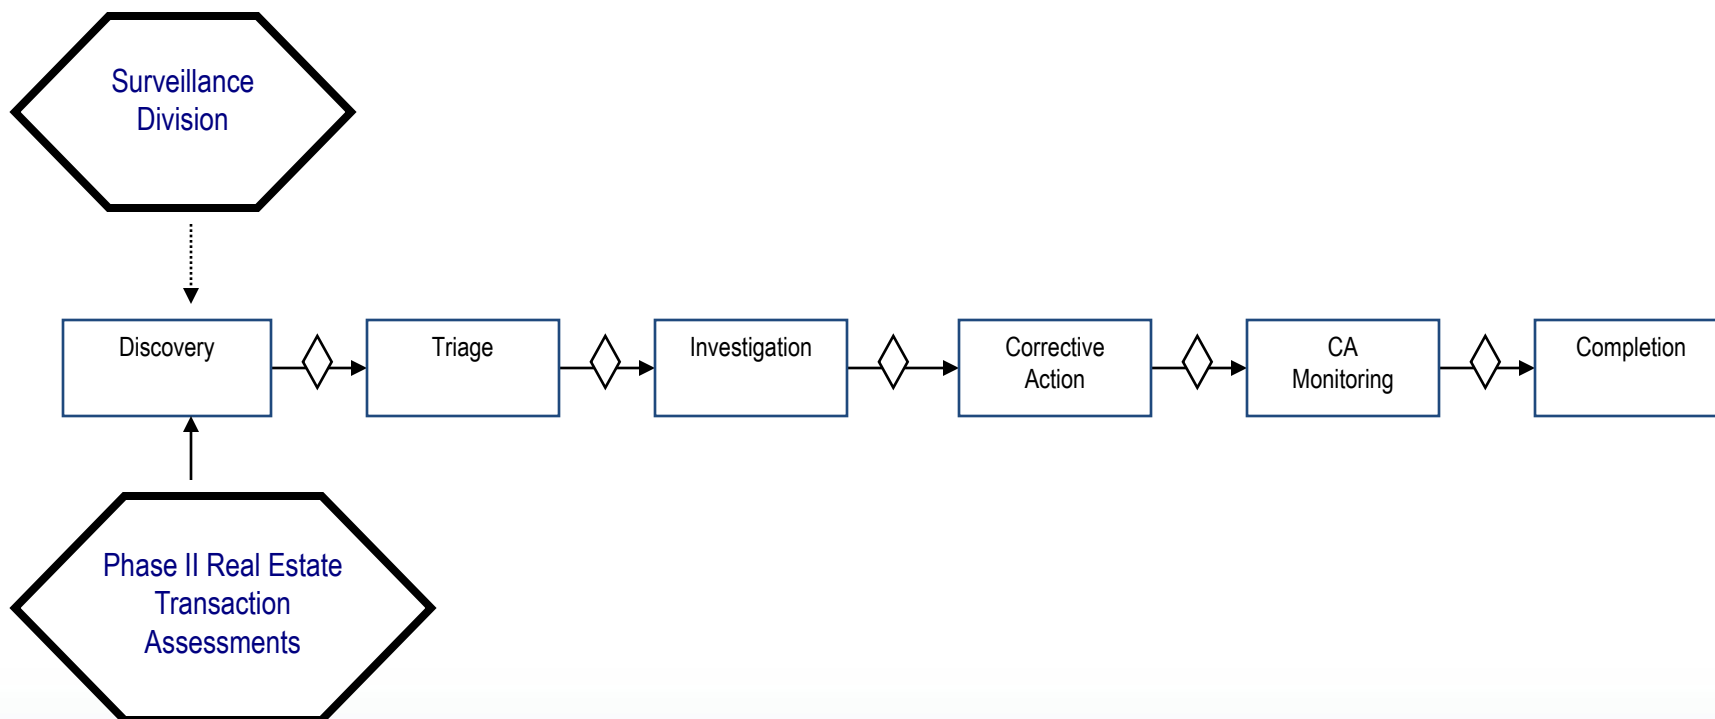 Surveillance
Division
Discovery
Triage
Investigation
Corrective
Action
CA
Monitoring
Completion
Phase II Real Estate
Transaction
Assessments